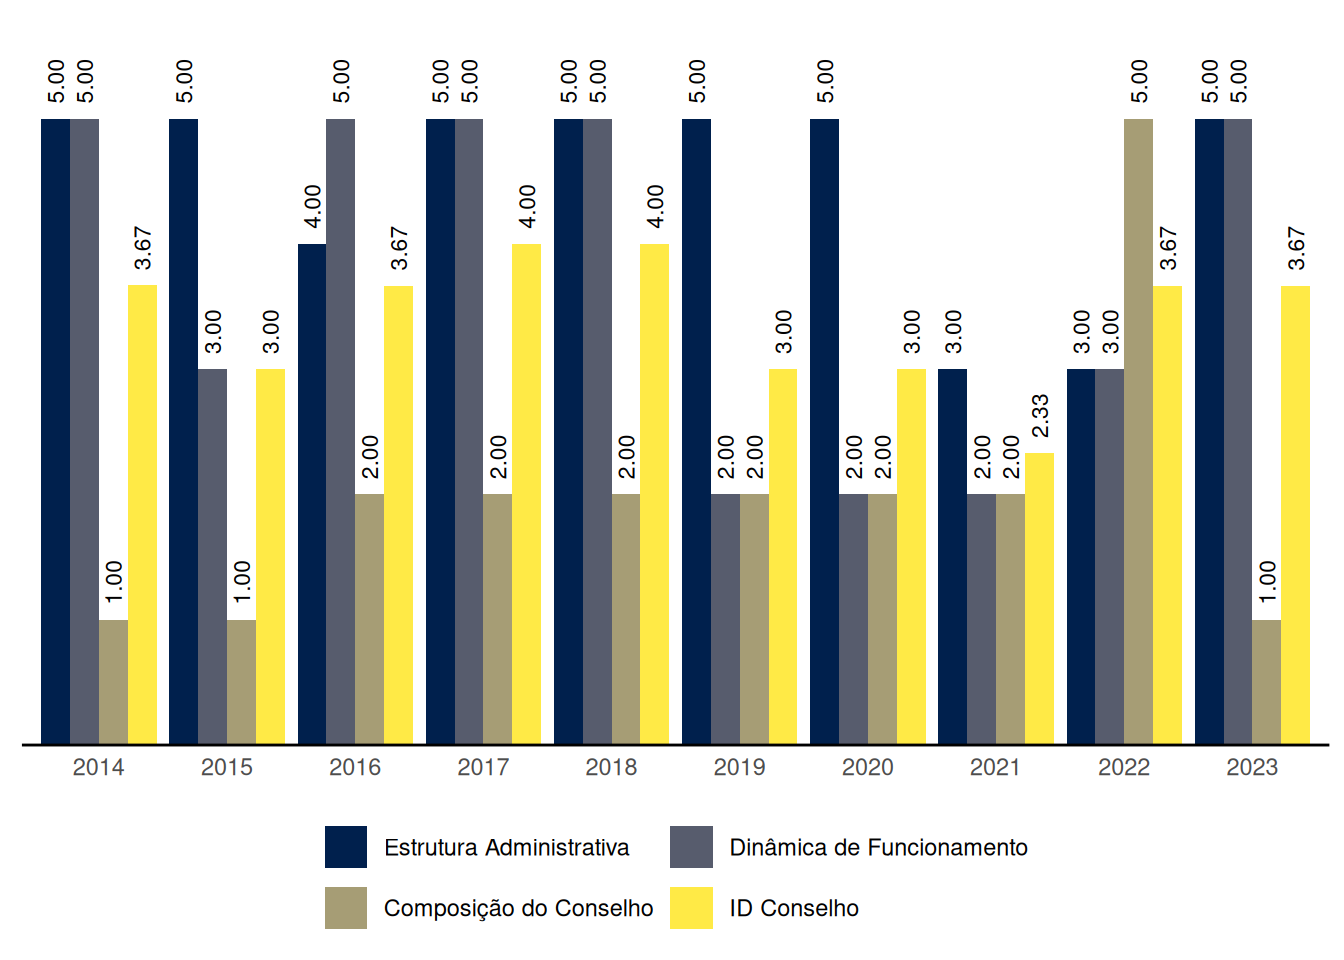 5.00 5.00 1.00 3.67
5.00 3.00 1.00 3.00
4.00 5.00 2.00 3.67
5.00 5.00 2.00 4.00
5.00 5.00 2.00 4.00
5.00 2.00 2.00 3.00
5.00 2.00 2.00 3.00
3.00 2.00 2.00 2.33
3.00 3.00 5.00 3.67
5.00 5.00 1.00 3.67
2014 2015 2016 2017 2018 2019 2020 2021 2022 2023
Estrutura Administrativa Dinâmica de Funcionamento
Composição do Conselho ID Conselho